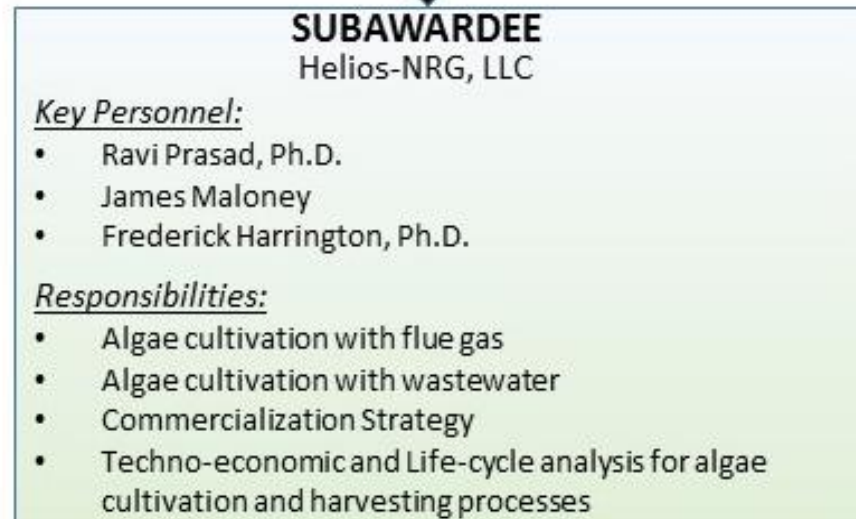 SUBAWARDEE
Helios-NRG, LLC
Key Personnel:
• Ravi Prasad, Ph.D.
• James Maloney
• Frederick Harrington, Ph.D.
Responsibilities:
• Algae cultivation with flue gas
• Algae cultivation with wastewater
• Commercialization Strategy
• Techno-economic and Life-cycle analysis for algae
cultivation and harvesting processes